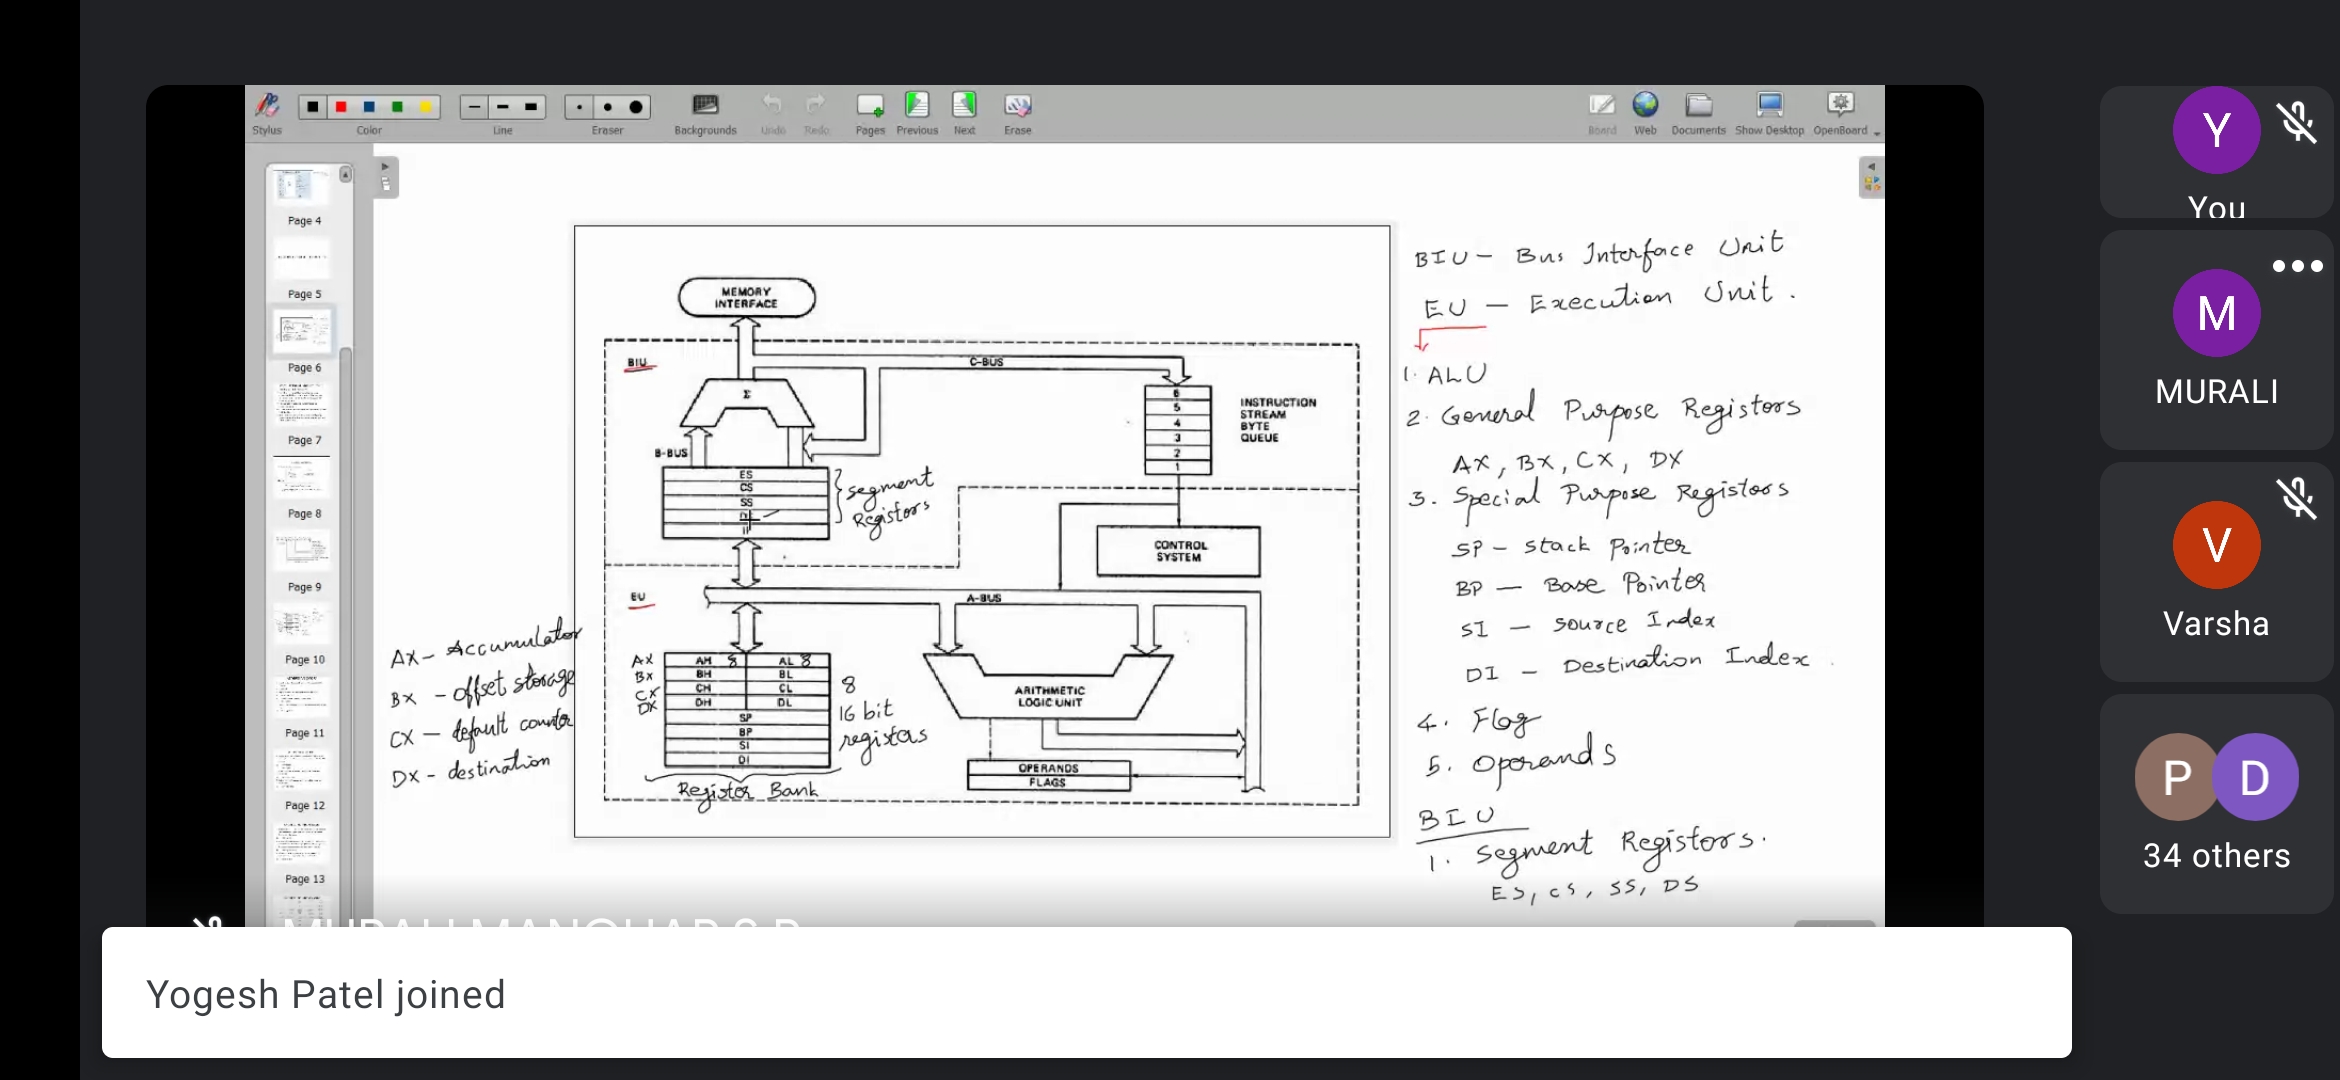 Stylus
Color
Line
Eraser
Backgrounds
Undo
Redo
Pages
Previous
Next
Erase
Board
Web
Documents
Show Desktop
OpenBoard
Page 4
Page 5
Page 6
Page 7
Page 8
Page 9
Page 10
Page 11
Page 12
Page 13
MEMORY
INTERFACE
BIU
C-BUS
Σ
B-BUS
ES
CS
SS
6
5
4
3
2
1
INSTRUCTION
STREAM
BYTE
QUEUE
segment
Registors
CONTROL
SYSTEM
EU
A-BUS
AX
BX
CX
DX
AH 8 AL 8
BH BL
CH CL
DH DL
SP
BP
SI
DI
8
16 bit
registers
Register Bank
ARITHMETIC
LOGIC UNIT
OPERANDS
FLAGS
AX - Accumulator
BX - offset storage
CX - default counter
DX - destination
BIU - Bus Interface Unit
EU - Execution Unit.
1. ALU
2. General Purpose Registors
AX, BX, CX, DX
3. Special Purpose Registors
SP - stack Pointer
BP - Base Pointer
SI - source Index
DI - Destination Index.
4. Flag
5. Operands
BIU
1. Segment Registors.
ES, CS, SS, DS
Y
You
M
MURALI
V
Varsha
P D
34 others
Yogesh Patel joined